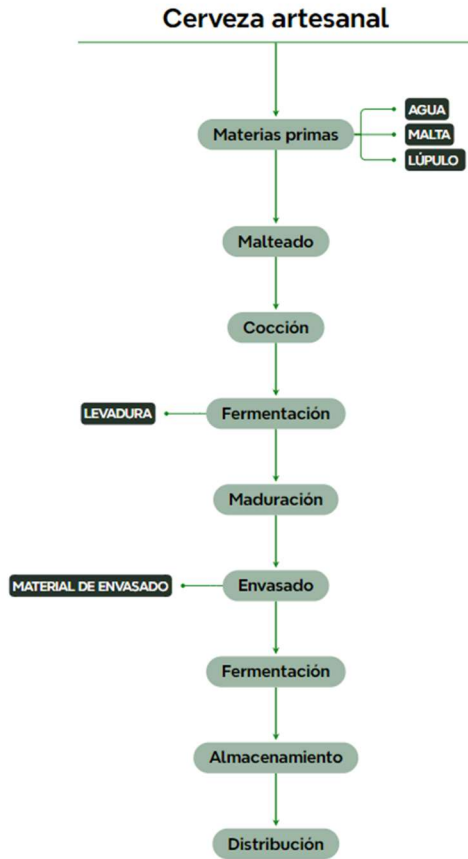 Cerveza artesanal
Materias primas
AGUA
MALTA
LÚPULO
Malteado
Cocción
LEVADURA
Fermentación
Maduración
MATERIAL DE ENVASADO
Envasado
Fermentación
Almacenamiento
Distribución